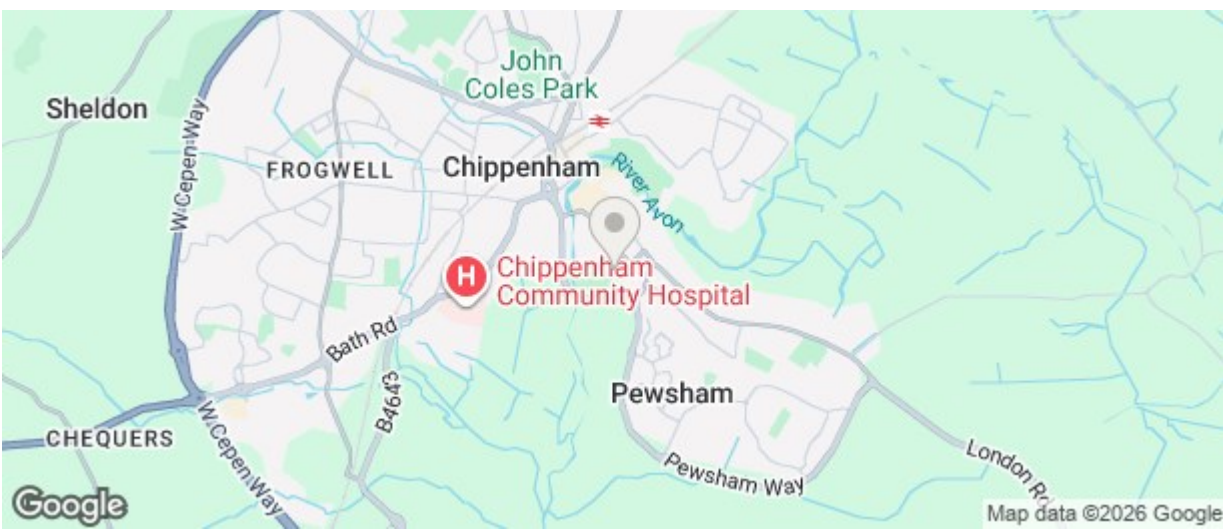 John
Coles Park
Sheldon
W Cepen Way
FROGWELL
Chippenham
River Avon
H
Chippenham
Community Hospital
Bath Rd
B4643
Pewsham
CHEQUERS
W Cepen Way
Pewsham Way
London Rd
Google
Map data ©2026 Google